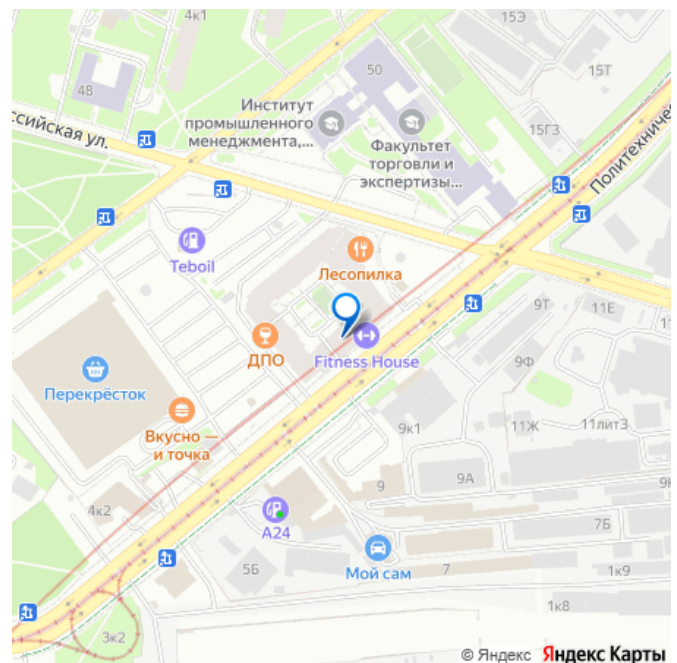 4к1
15Э
50
15Т
48
Институт
промышленного
менеджмента,...
ссийская ул.
15Г3
Факультет
торговли и
экспертизы...
Политехничес
Teboil
Лесопилка
9Т
11Е
11
ДПО
Fitness House
9Ф
Перекрёсток
Вкусно —
и точка
9к1
11Ж
11лит3
9А
9
9К
4к2
А24
7Б
5Б
Мой сам
7
1к9
1к8
3к2
© Яндекс Яндекс Карты